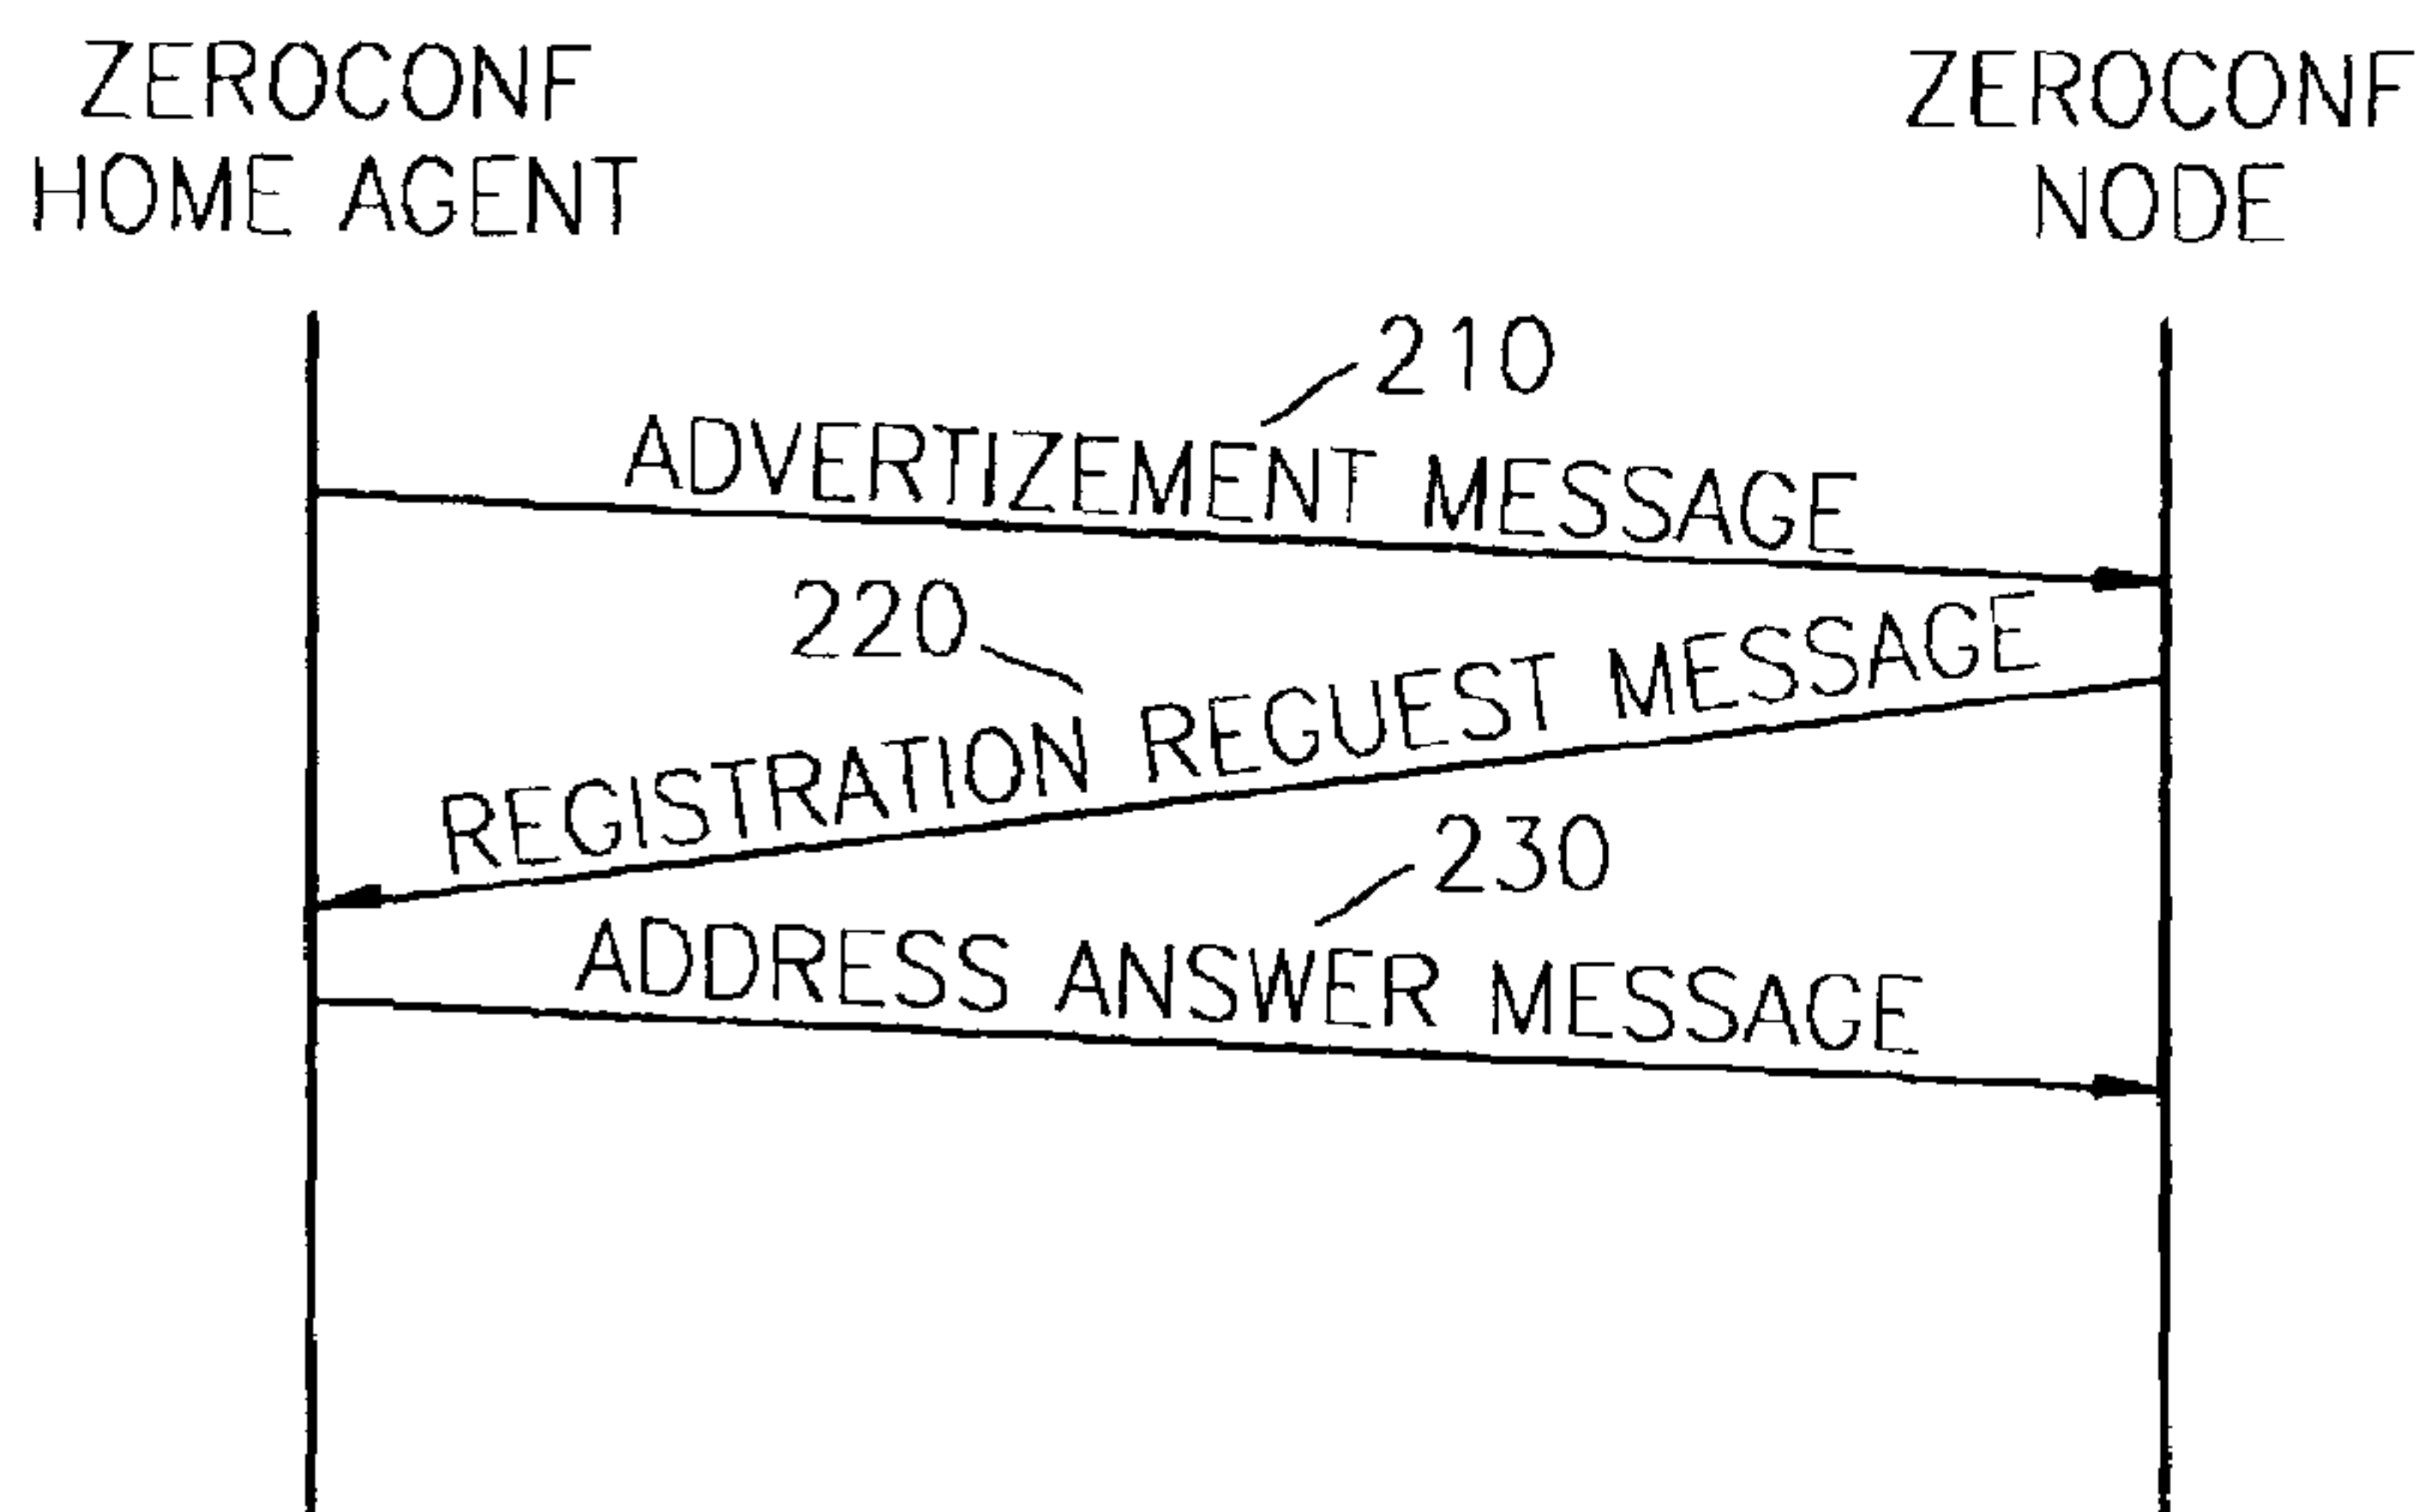 ZEROCONF
HOME AGENT
ZEROCONF
NODE
210
ADVERTIZEMENT MESSAGE
220
REGISTRATION REGUEST MESSAGE
230
ADDRESS ANSWER MESSAGE